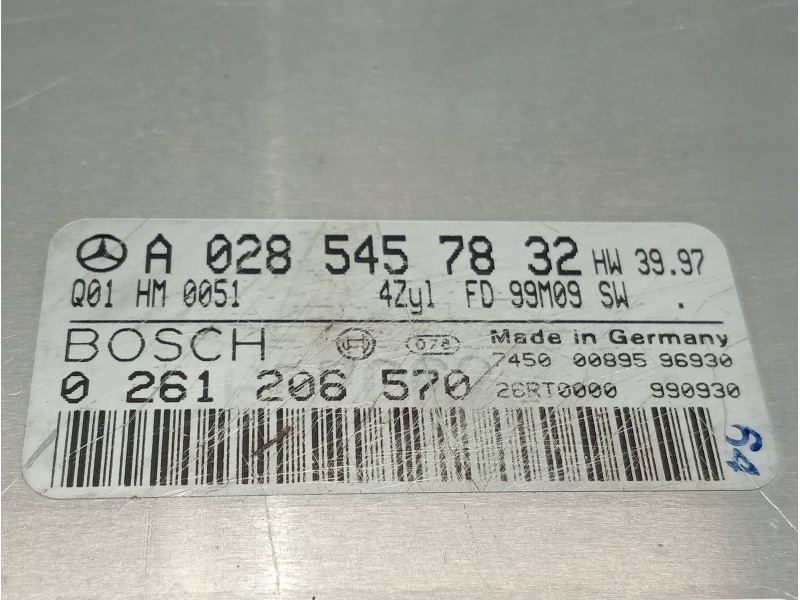 A 028 545 78 32 HW 39.97
Q01 HM 0051 4Zyl FD 99M09 SW .
BOSCH 078 Made in Germany
7450 00895 96930
0 261 206 570 26RT0000 990930